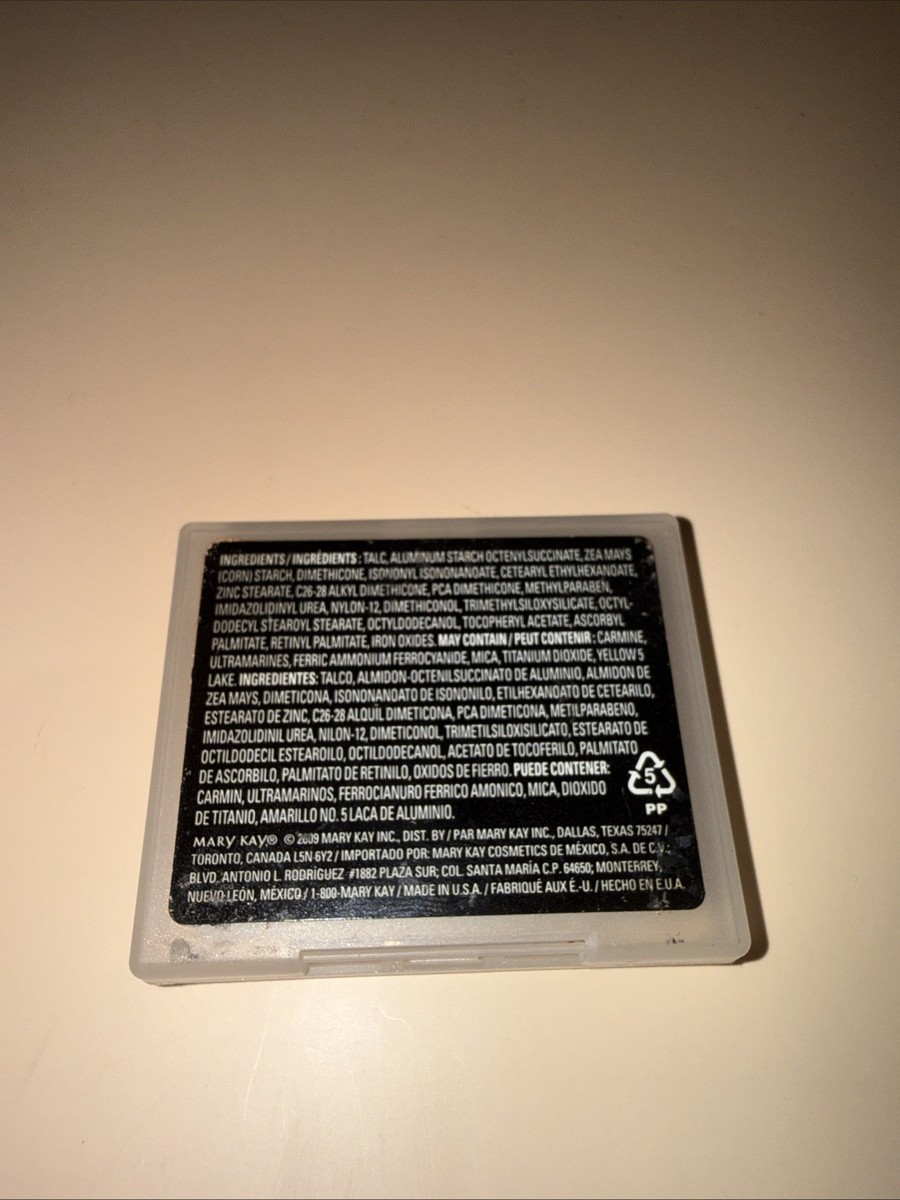 INGREDIENTS / INGRÉDIENTS : TALC, ALUMINUM STARCH OCTENYLSUCCINATE, ZEA MAYS
(CORN) STARCH, DIMETHICONE, ISONONYL ISONONANOATE, CETEARYL ETHYLHEXANOATE,
ZINC STEARATE, C26-28 ALKYL DIMETHICONE, PCA DIMETHICONE, METHYLPARABEN,
IMIDAZOLIDINYL UREA, NYLON-12, DIMETHICONOL, TRIMETHYLSILOXYSILICATE, OCTYL-
DODECYL STEAROYL STEARATE, OCTYLDODECANOL, TOCOPHERYL ACETATE, ASCORBYL
PALMITATE, RETINYL PALMITATE, IRON OXIDES. MAY CONTAIN / PEUT CONTENIR : CARMINE,
ULTRAMARINES, FERRIC AMMONIUM FERROCYANIDE, MICA, TITANIUM DIOXIDE, YELLOW 5
LAKE. INGREDIENTES: TALCO, ALMIDON-OCTENILSUCCINATO DE ALUMINIO, ALMIDON DE
ZEA MAYS, DIMETICONA, ISONONANOATO DE ISONONILO, ETILHEXANOATO DE CETEARILO,
ESTEARATO DE ZINC, C26-28 ALQUIL DIMETICONA, PCA DIMETICONA, METILPARABENO,
IMIDAZOLIDINIL UREA, NILON-12, DIMETICONOL, TRIMETILSILOXISILICATO, ESTEARATO DE
OCTILDODECIL ESTEAROILO, OCTILDODECANOL, ACETATO DE TOCOFERILO, PALMITATO
DE ASCORBILO, PALMITATO DE RETINILO, OXIDOS DE FIERRO. PUEDE CONTENER:
CARMIN, ULTRAMARINOS, FERROCIANURO FERRICO AMONICO, MICA, DIOXIDO
DE TITANIO, AMARILLO NO. 5 LACA DE ALUMINIO.
5
PP
MARY KAY® © 2009 MARY KAY INC., DIST. BY / PAR MARY KAY INC., DALLAS, TEXAS 75247 /
TORONTO, CANADA L5N 6Y2 / IMPORTADO POR: MARY KAY COSMETICS DE MÉXICO, S.A. DE C.V.;
BLVD. ANTONIO L. RODRÍGUEZ #1882 PLAZA SUR; COL. SANTA MARÍA C.P. 64650; MONTERREY,
NUEVO LEÓN, MÉXICO / 1-800-MARY KAY / MADE IN U.S.A. / FABRIQUÉ AUX É.-U. / HECHO EN E.U.A.